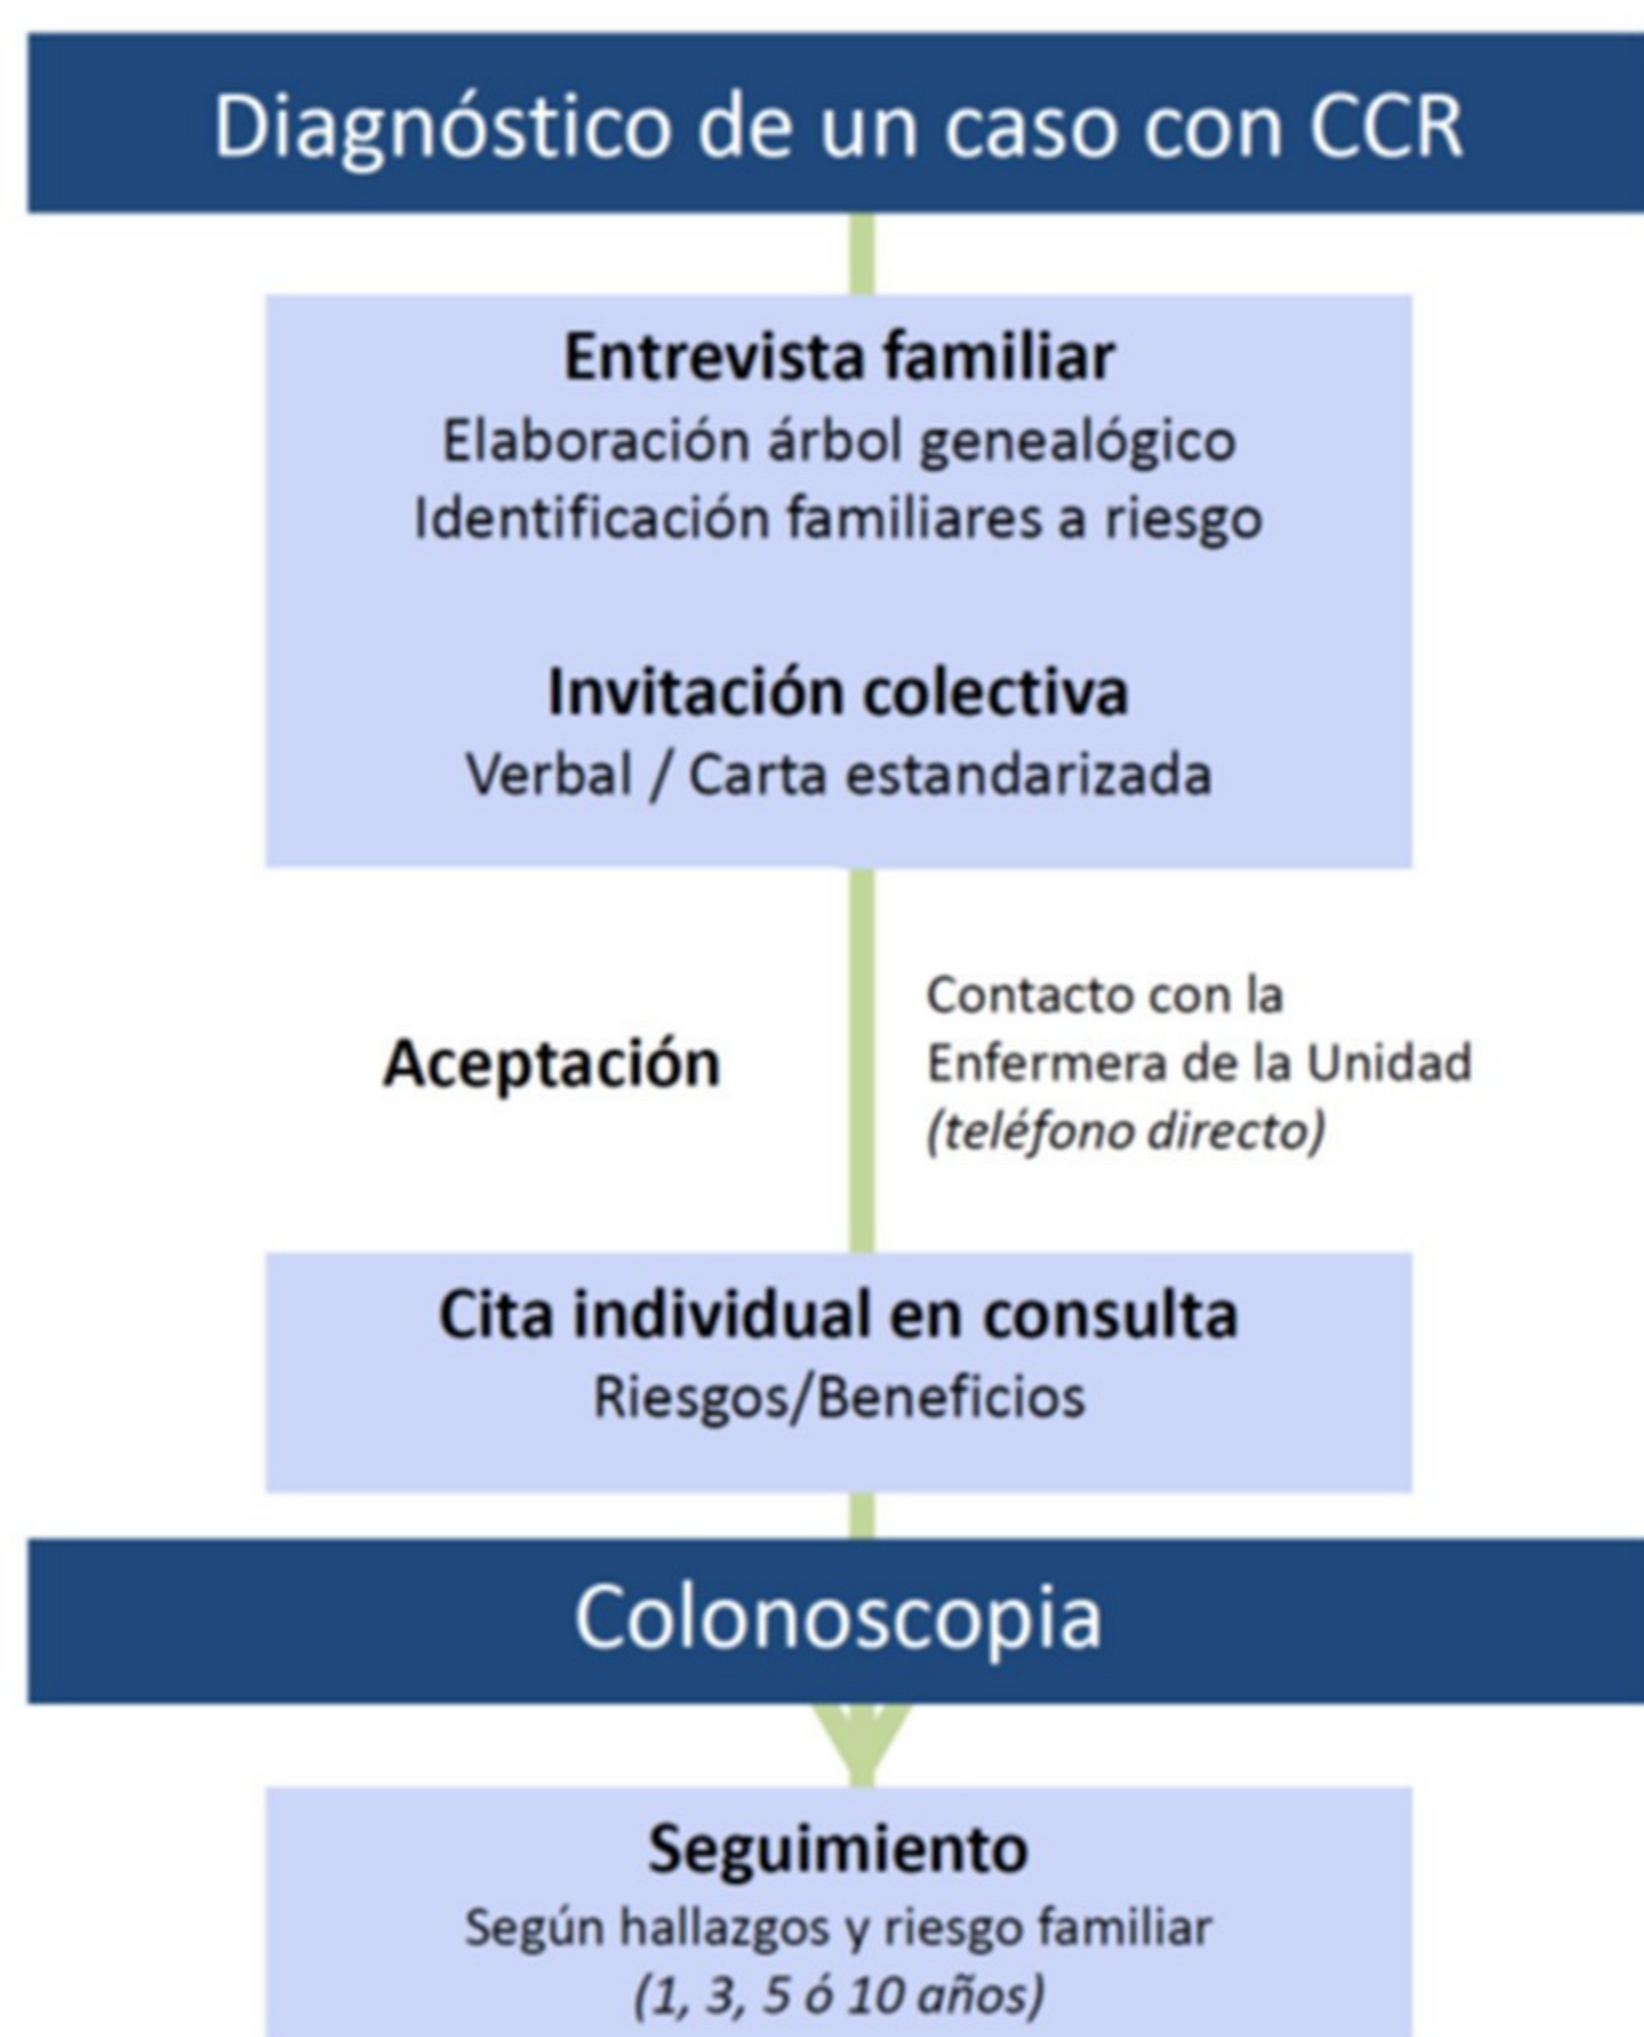 Diagnóstico de un caso con CCR
Entrevista familiar
Elaboración árbol genealógico
Identificación familiares a riesgo
Invitación colectiva
Verbal / Carta estandarizada
Aceptación
Contacto con la
Enfermera de la Unidad
(teléfono directo)
Cita individual en consulta
Riesgos/Beneficios
Colonoscopia
Seguimiento
Según hallazgos y riesgo familiar
(1, 3, 5 ó 10 años)